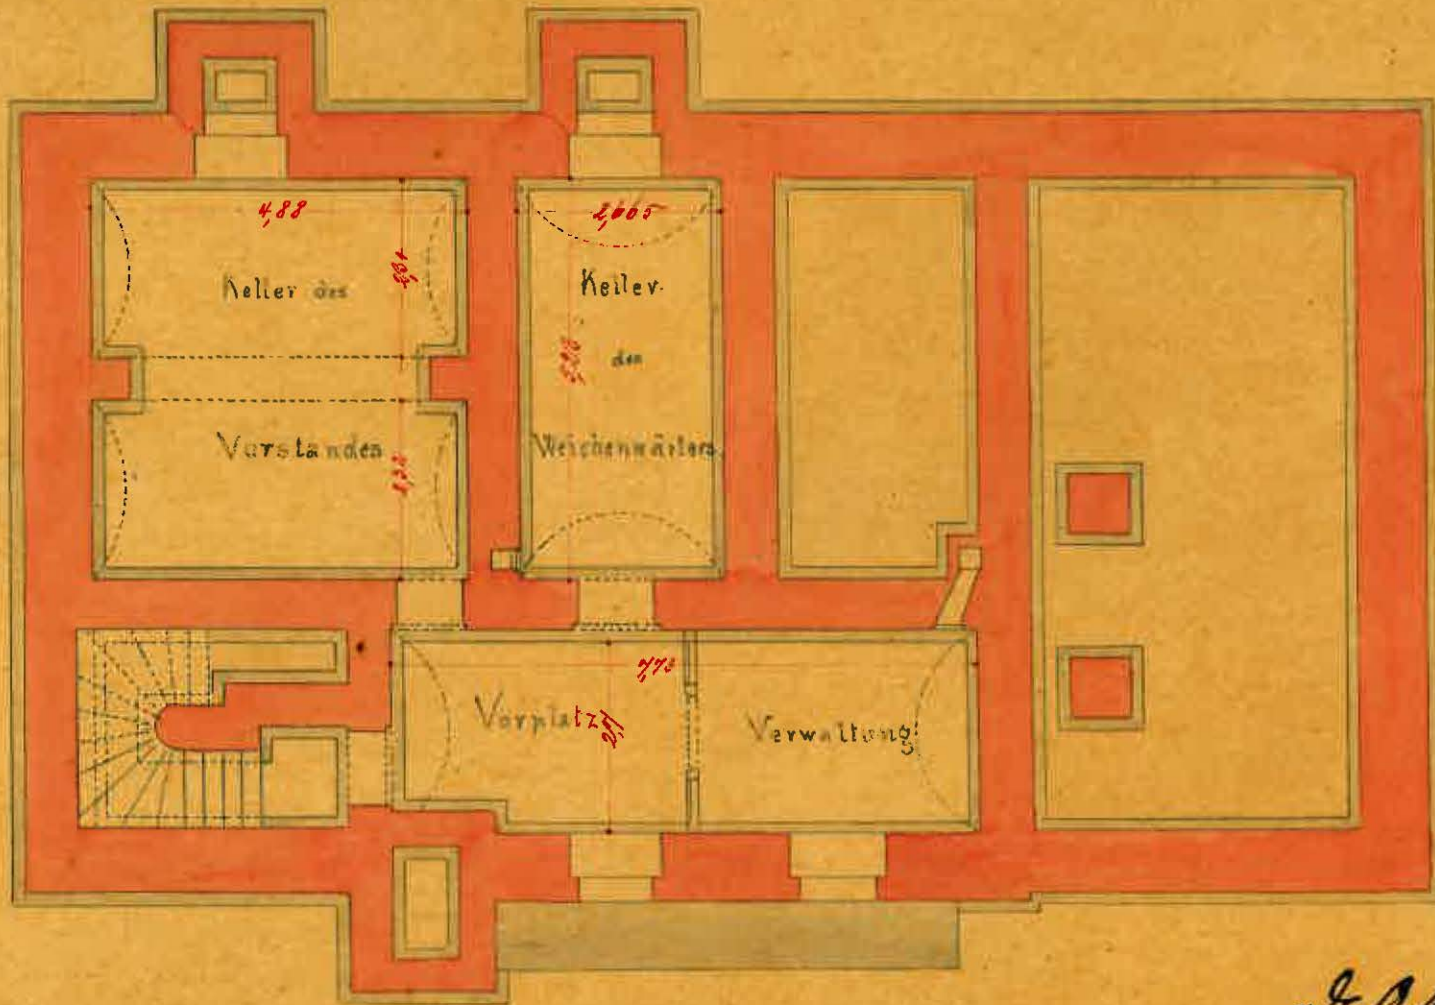 4,88
2,665
Keller des
Keller
des
Vorstandes
Weichenwärters
7,73
Vorplatz
Verwaltung